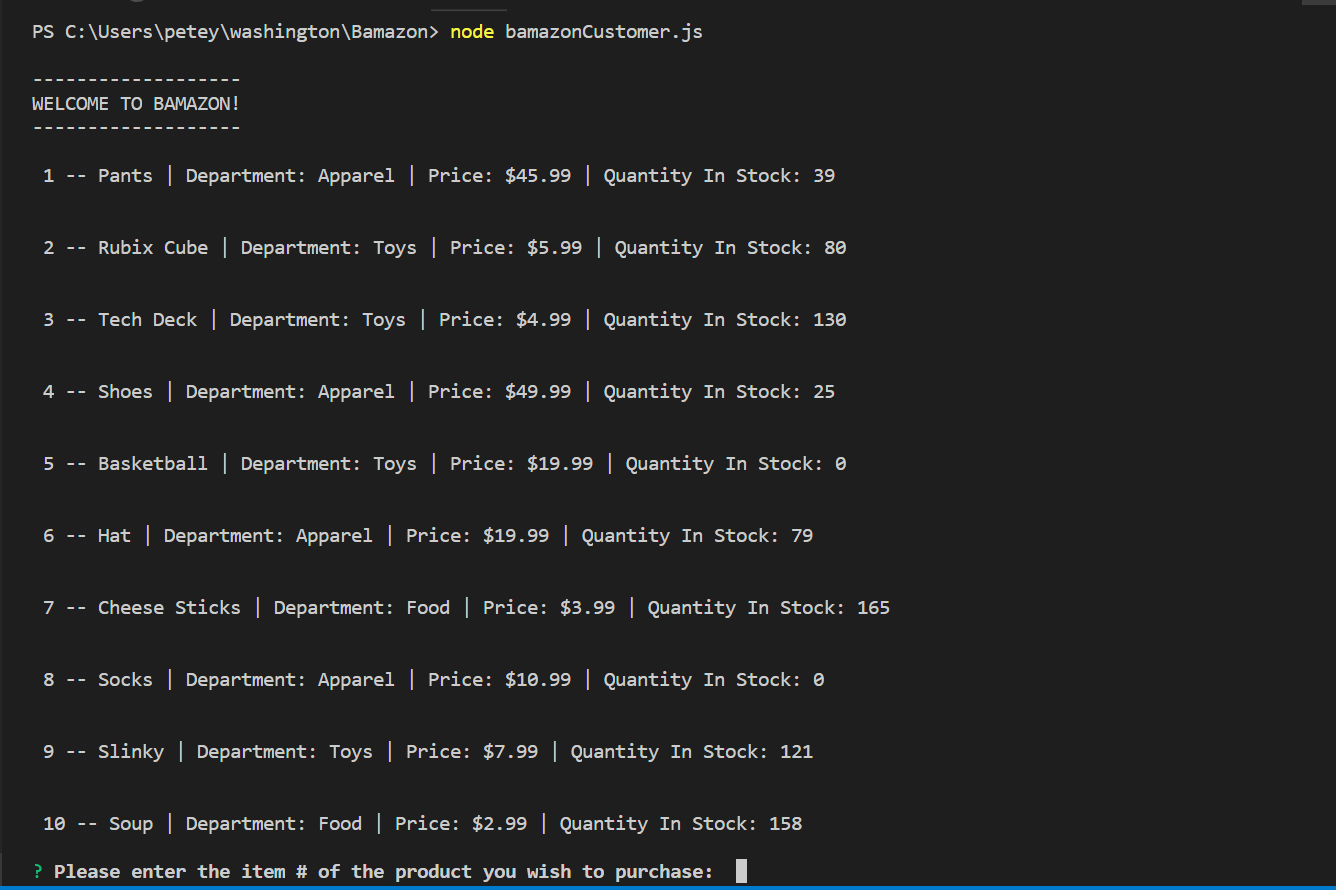 PS C:\Users\petey\washington\Bamazon> node bamazonCustomer.js
-------------------
WELCOME TO BAMAZON!
-------------------
1 -- Pants | Department: Apparel | Price: $45.99 | Quantity In Stock: 39
2 -- Rubix Cube | Department: Toys | Price: $5.99 | Quantity In Stock: 80
3 -- Tech Deck | Department: Toys | Price: $4.99 | Quantity In Stock: 130
4 -- Shoes | Department: Apparel | Price: $49.99 | Quantity In Stock: 25
5 -- Basketball | Department: Toys | Price: $19.99 | Quantity In Stock: 0
6 -- Hat | Department: Apparel | Price: $19.99 | Quantity In Stock: 79
7 -- Cheese Sticks | Department: Food | Price: $3.99 | Quantity In Stock: 165
8 -- Socks | Department: Apparel | Price: $10.99 | Quantity In Stock: 0
9 -- Slinky | Department: Toys | Price: $7.99 | Quantity In Stock: 121
10 -- Soup | Department: Food | Price: $2.99 | Quantity In Stock: 158
? Please enter the item # of the product you wish to purchase: